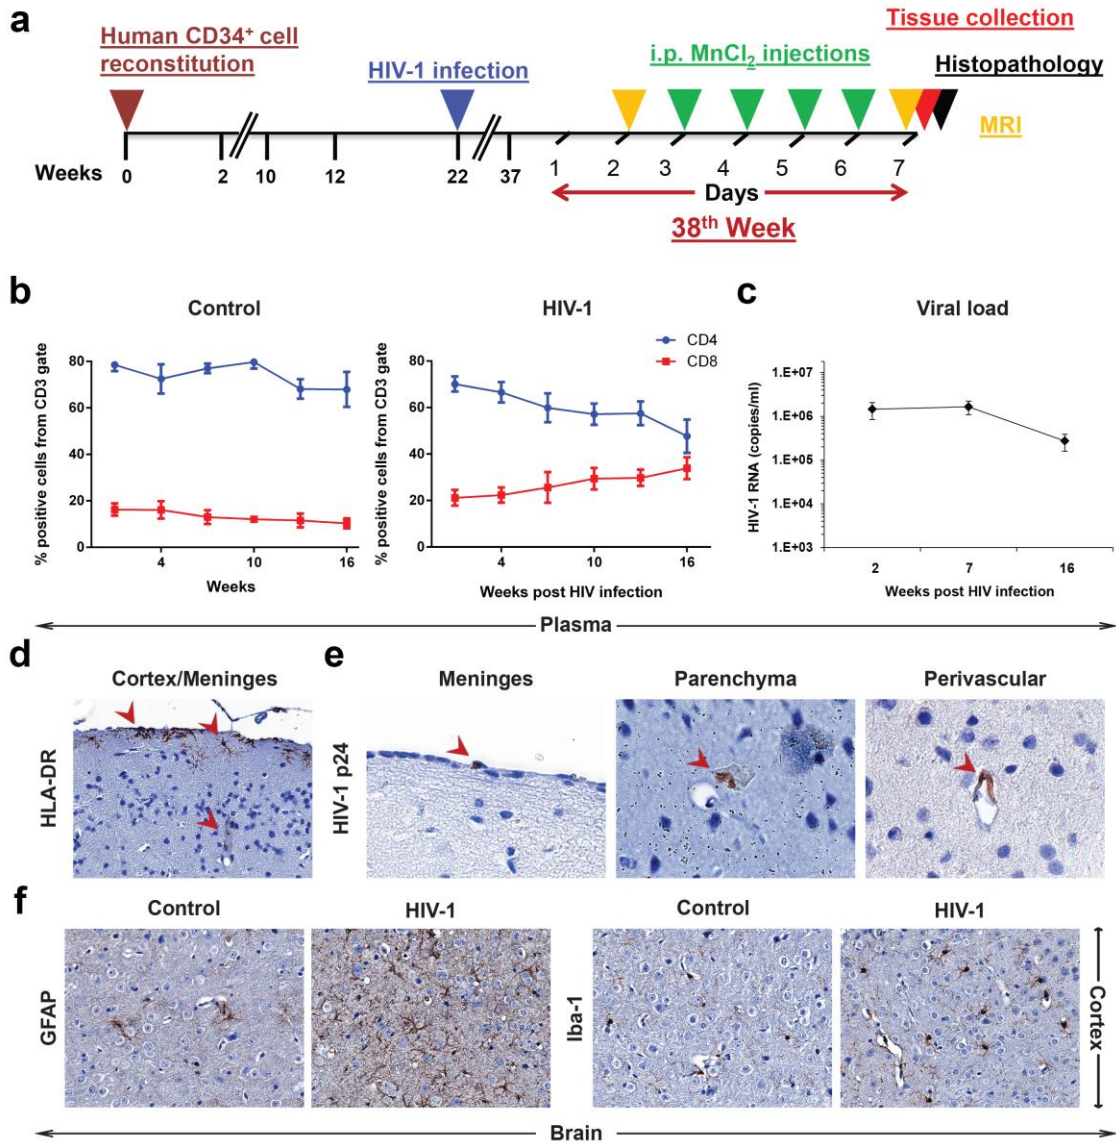 a
Human CD34+ cell
reconstitution
HIV-1 infection
i.p. MnCl2 injections
Tissue collection
Histopathology
MRI
Weeks
0
2
10
12
22
37
1
2
3
4
5
6
7
Days
38th Week
b
Control
HIV-1
CD4
CD8
% positive cells from CD3 gate
80
60
40
20
0
4
10
16
Weeks
% positive cells from CD3 gate
80
60
40
20
0
4
10
16
Weeks post HIV infection
c
Viral load
HIV-1 RNA (copies/ml)
1.E+07
1.E+06
1.E+05
1.E+04
1.E+03
2
7
16
Weeks post HIV infection
Plasma
d
Cortex/Meninges
HLA-DR
e
Meninges
Parenchyma
Perivascular
HIV-1 p24
f
Control
HIV-1
Control
HIV-1
GFAP
Iba-1
Cortex
Brain